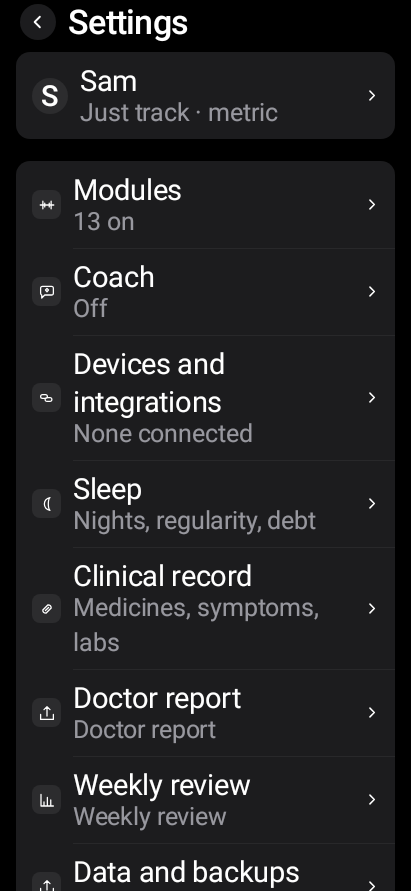 Settings
S
Sam
Just track · metric
Modules
13 on
Coach
Off
Devices and
integrations
None connected
Sleep
Nights, regularity, debt
Clinical record
Medicines, symptoms,
labs
Doctor report
Doctor report
Weekly review
Weekly review
Data and backups